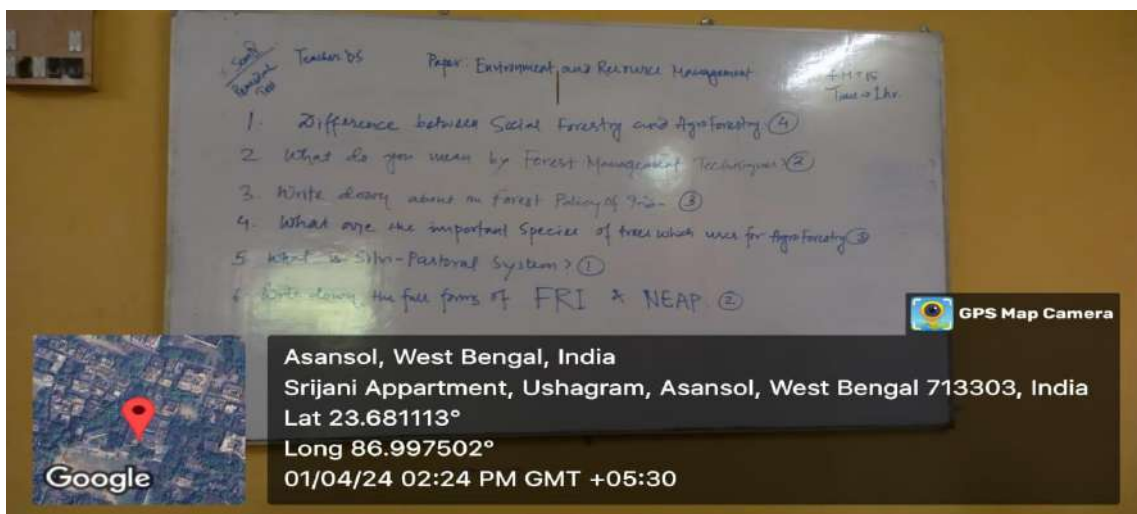 Teacher DS Paper: Environment and Resource Management
Test
Time → 1hr.
1. Difference between Social Forestry and Agroforestry. ④
2 What do you mean by Forest Management Techniques? ②
3. Write down about on Forest Policy of ③
4. What are the important Species of trees which uses for Agroforestry ③
5 What is Silvi-Pastoral System? ①
6 Write down the full forms of FRI & NEAP. ②
GPS Map Camera
Asansol, West Bengal, India
Srijani Appartment, Ushagram, Asansol, West Bengal 713303, India
Lat 23.681113°
Long 86.997502°
01/04/24 02:24 PM GMT +05:30
Google